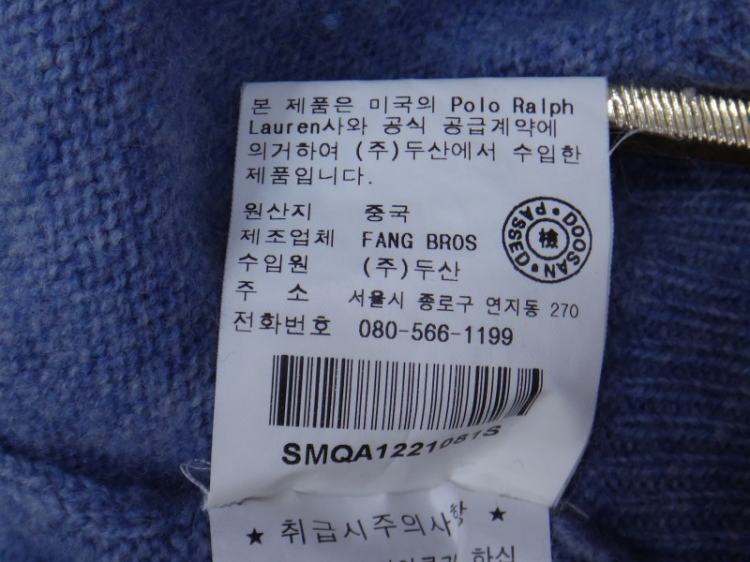 본 제품은 미국의 Polo Ralph
Lauren사와 공식 공급계약에
의거하여 (주)두산에서 수입한
제품입니다.
원산지 중국
제조업체 FANG BROS
수입원 (주)두산
주 소 서울시 종로구 연지동 270
전화번호 080-566-1199
DOOSAN • PASSED •
檢
SMQA1221081S
★ 취급시주의사항 ★